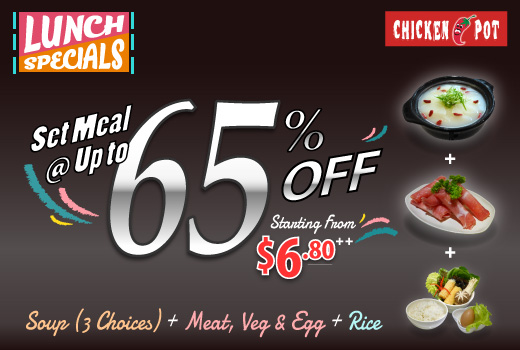 LUNCH
SPECIALS
CHICKEN POT
Set Meal
@ Up to
65% OFF
Starting From
$6.80++
+
+
Soup (3 Choices) + Meat, Veg & Egg + Rice